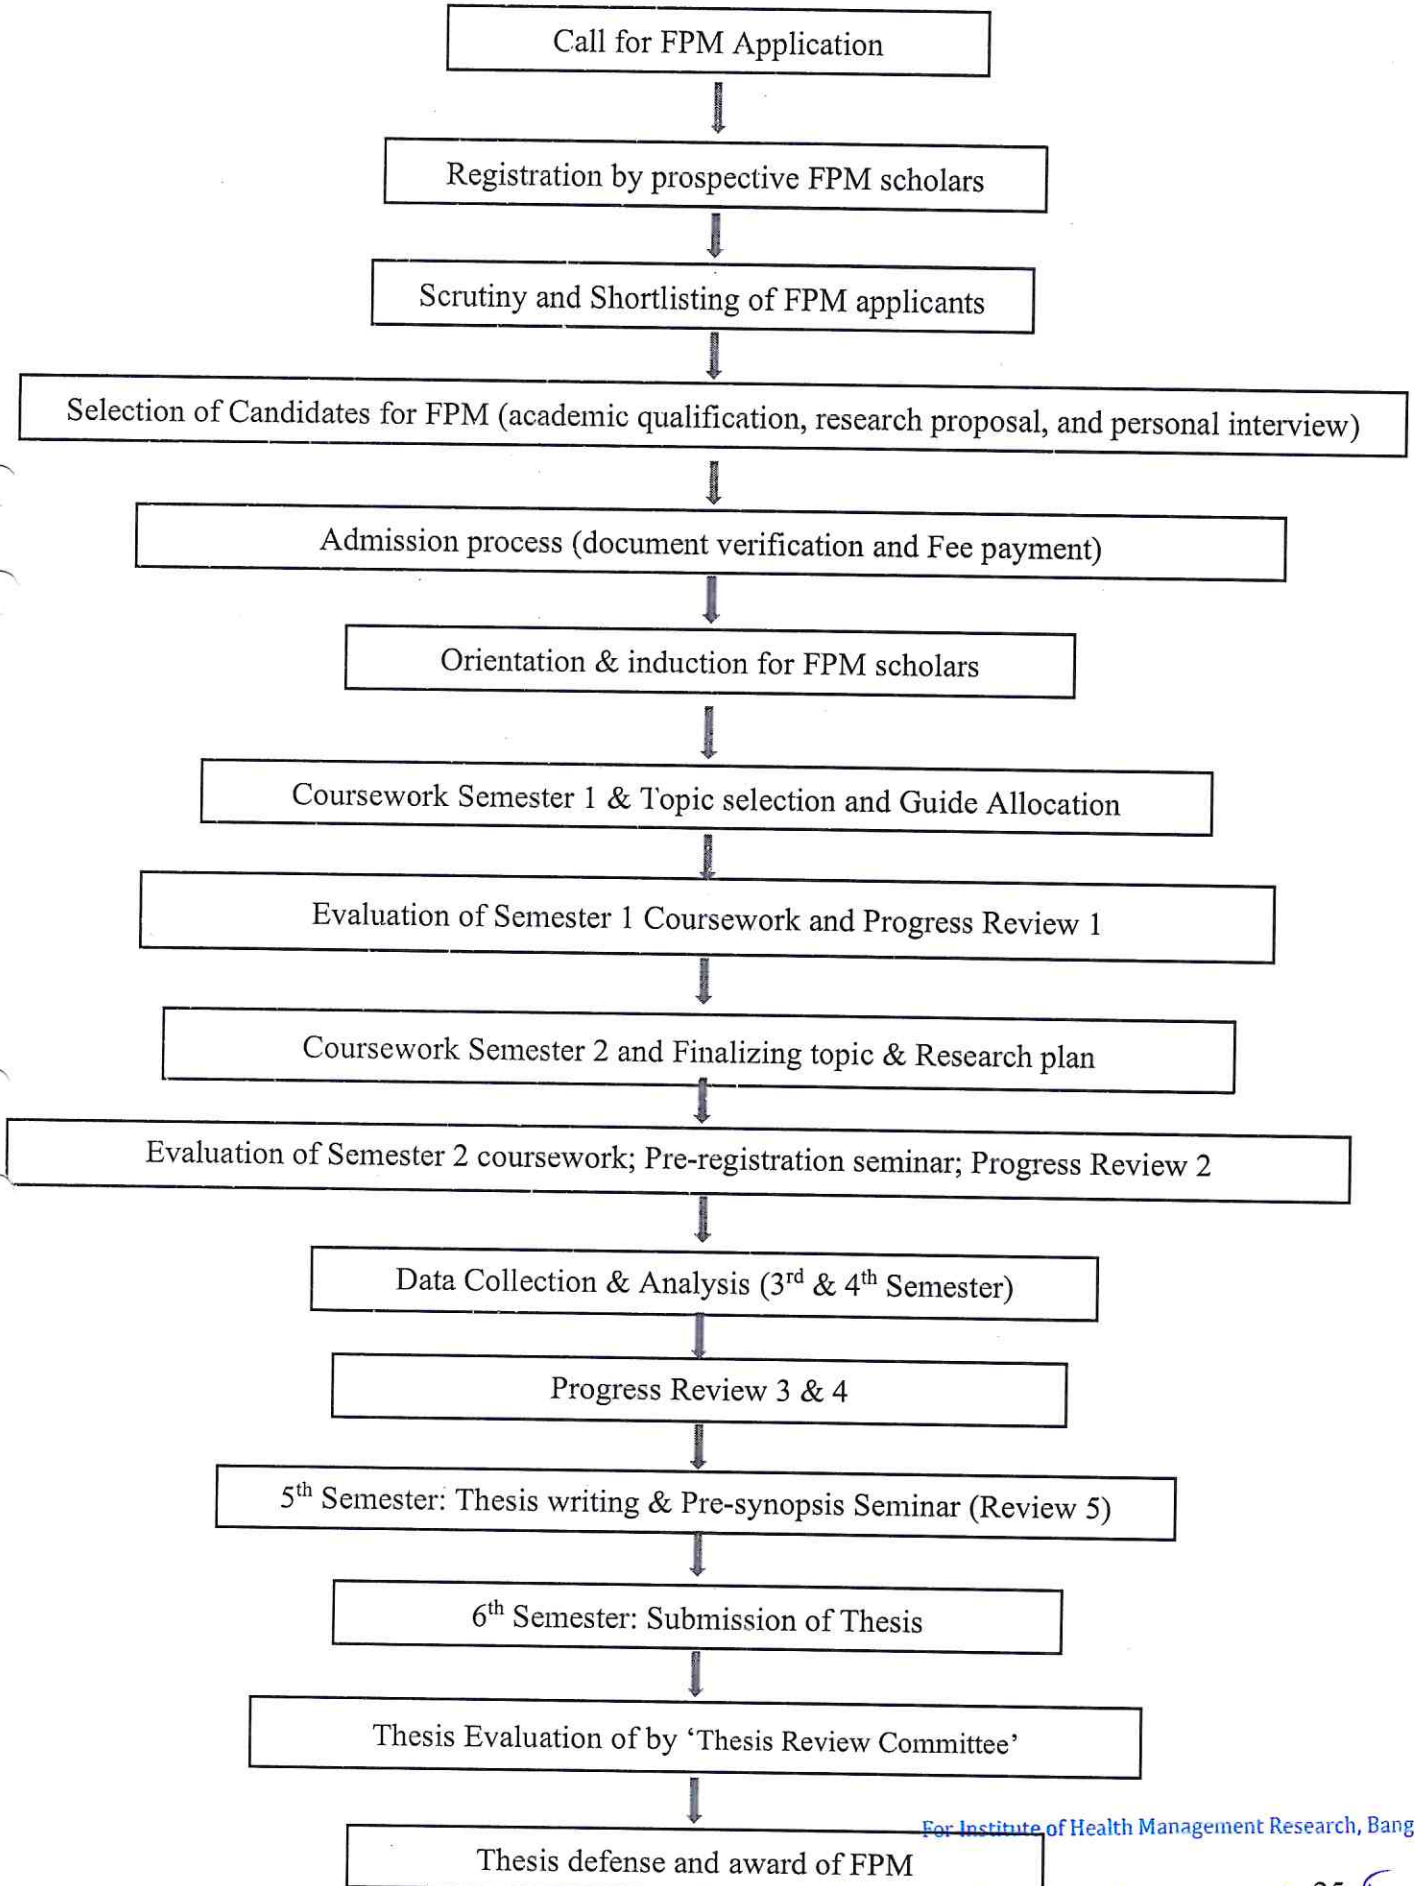 Call for FPM Application
Registration by prospective FPM scholars
Scrutiny and Shortlisting of FPM applicants
Selection of Candidates for FPM (academic qualification, research proposal, and personal interview)
Admission process (document verification and Fee payment)
Orientation & induction for FPM scholars
Coursework Semester 1 & Topic selection and Guide Allocation
Evaluation of Semester 1 Coursework and Progress Review 1
Coursework Semester 2 and Finalizing topic & Research plan
Evaluation of Semester 2 coursework; Pre-registration seminar; Progress Review 2
Data Collection & Analysis (3rd & 4th Semester)
Progress Review 3 & 4
5th Semester: Thesis writing & Pre-synopsis Seminar (Review 5)
6th Semester: Submission of Thesis
Thesis Evaluation of by ‘Thesis Review Committee’
For Institute of Health Management Research, Bang
Thesis defense and award of FPM